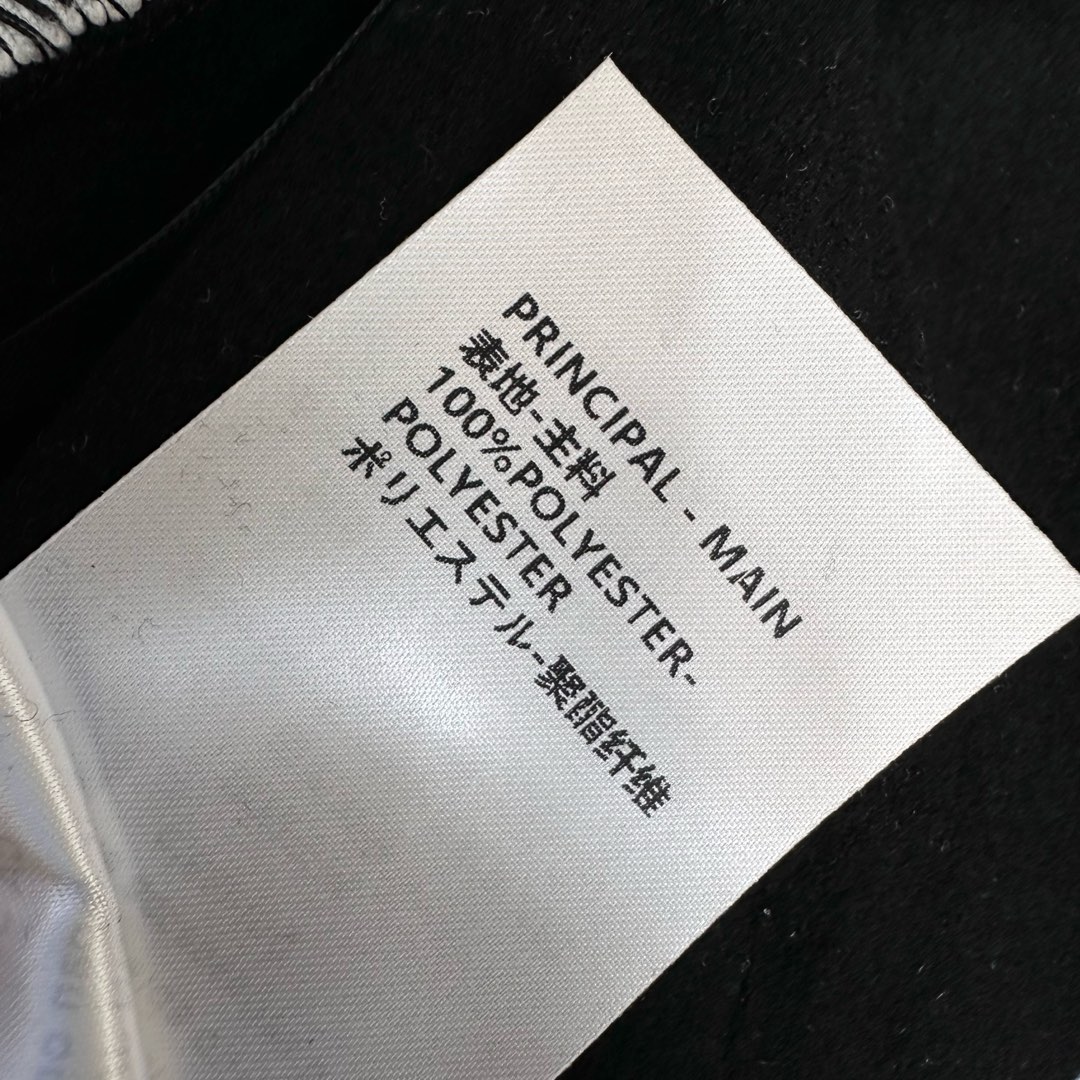 PRINCIPAL - MAIN
表地-主料
100%POLYESTER-
POLYESTER
ポリエステル-聚酯纤维